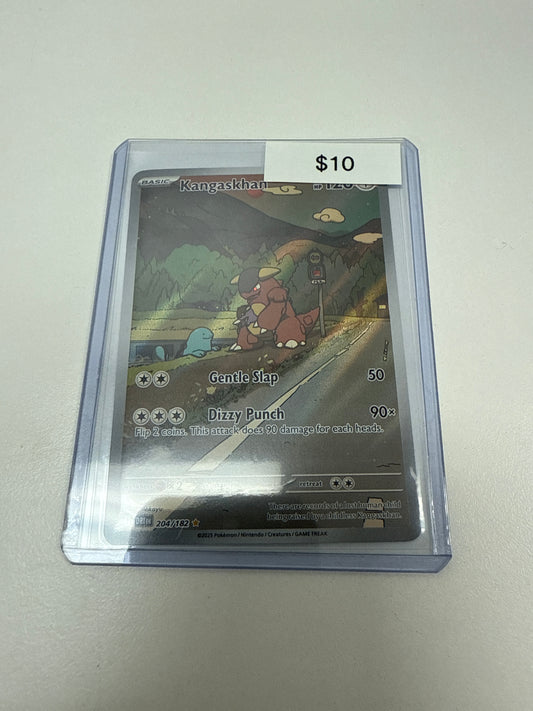 $10
BASIC
Kangaskhan
HP 120
Gentle Slap 50
Dizzy Punch 90×
Flip 2 coins. This attack does 90 damage for each heads.
retreat
204/182
There are records of a lost human child
being raised by a childless Kangaskhan.
©2025 Pokémon / Nintendo / Creatures / GAME FREAK